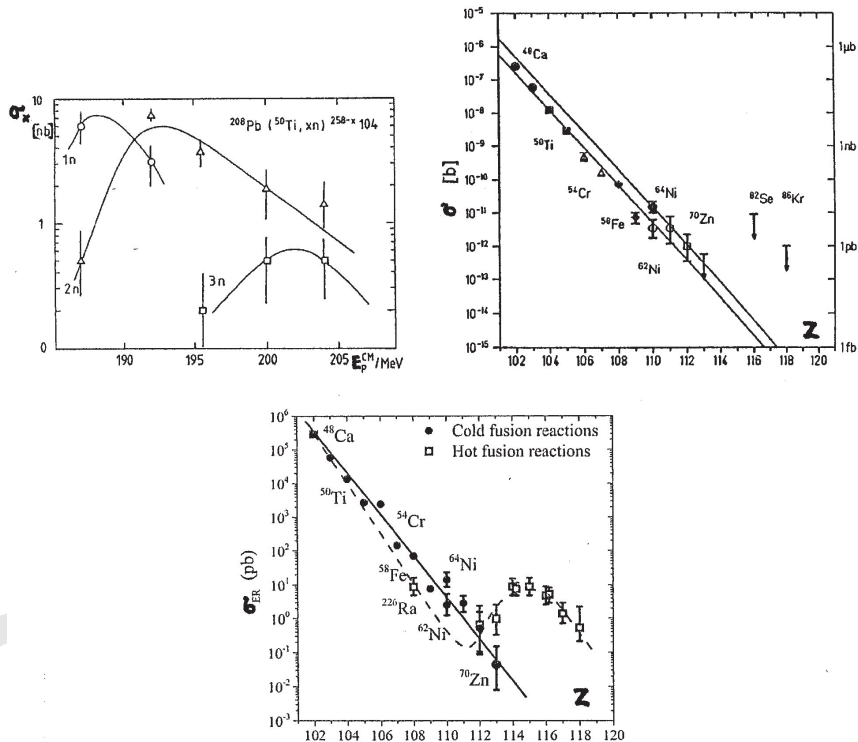 σx
[nb]
10
1
0
²⁰⁸Pb (⁵⁰Ti, xn) ²⁵⁸⁻ˣ104
1n
2n
3n
190 195 200 205
E_p^CM/MeV
σ [b]
10⁻⁵
10⁻⁶
10⁻⁷
10⁻⁸
10⁻⁹
10⁻¹⁰
10⁻¹¹
10⁻¹²
10⁻¹³
10⁻¹⁴
10⁻¹⁵
1μb
1nb
1pb
1fb
⁴⁸Ca
⁵⁰Ti
⁵⁴Cr
⁵⁸Fe
⁶⁴Ni
⁶²Ni
⁷⁰Zn
⁸²Se ⁸⁶Kr
Z
102 104 106 108 110 112 114 116 118 120
σER (pb)
10⁶
10⁵
10⁴
10³
10²
10¹
10⁰
10⁻¹
10⁻²
10⁻³
Cold fusion reactions
Hot fusion reactions
⁴⁸Ca
⁵⁰Ti
⁵⁴Cr
⁵⁸Fe
⁶⁴Ni
²²⁶Ra
⁶²Ni
⁷⁰Zn
Z
102 104 106 108 110 112 114 116 118 120